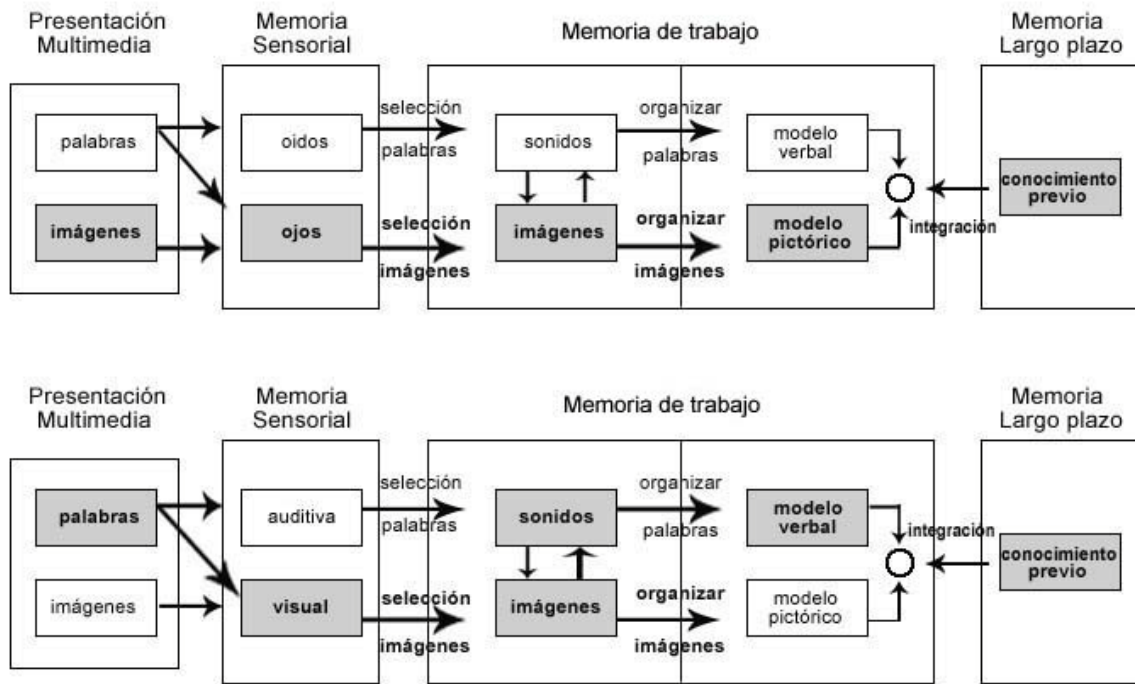 Presentación
Multimedia
Memoria
Sensorial
Memoria de trabajo
Memoria
Largo plazo
palabras
oidos
selección
palabras
sonidos
organizar
palabras
modelo
verbal
conocimiento
previo
imágenes
ojos
selección
imágenes
imágenes
organizar
imágenes
modelo
pictórico
integración
Presentación
Multimedia
Memoria
Sensorial
Memoria de trabajo
Memoria
Largo plazo
palabras
auditiva
selección
palabras
sonidos
organizar
palabras
modelo
verbal
integración
conocimiento
previo
imágenes
visual
selección
imágenes
imágenes
organizar
imágenes
modelo
pictórico